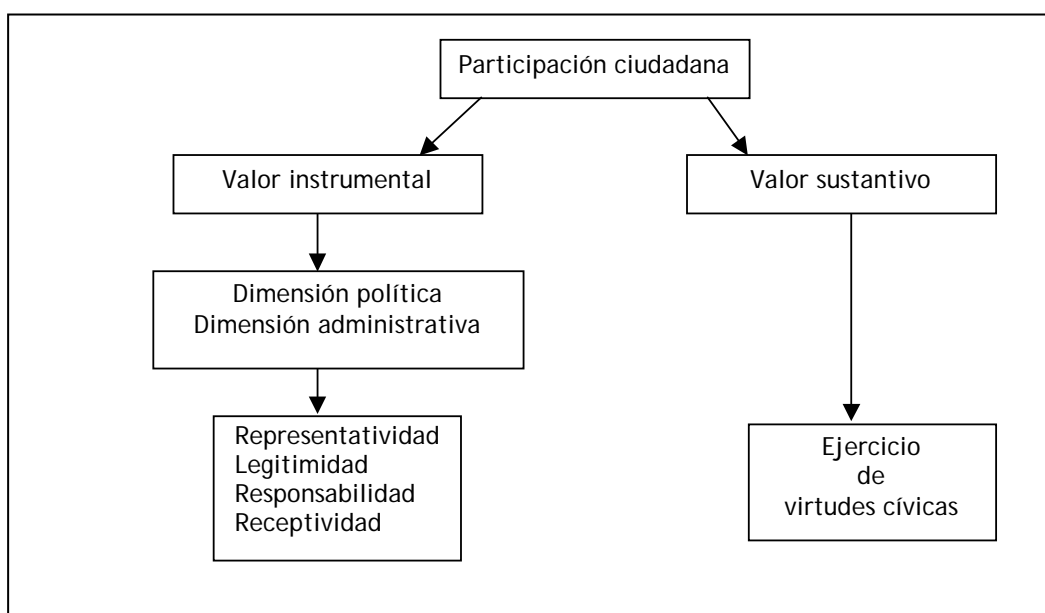 Participación ciudadana
Valor instrumental
Valor sustantivo
Dimensión política
Dimensión administrativa
Representatividad
Legitimidad
Responsabilidad
Receptividad
Ejercicio
de
virtudes cívicas